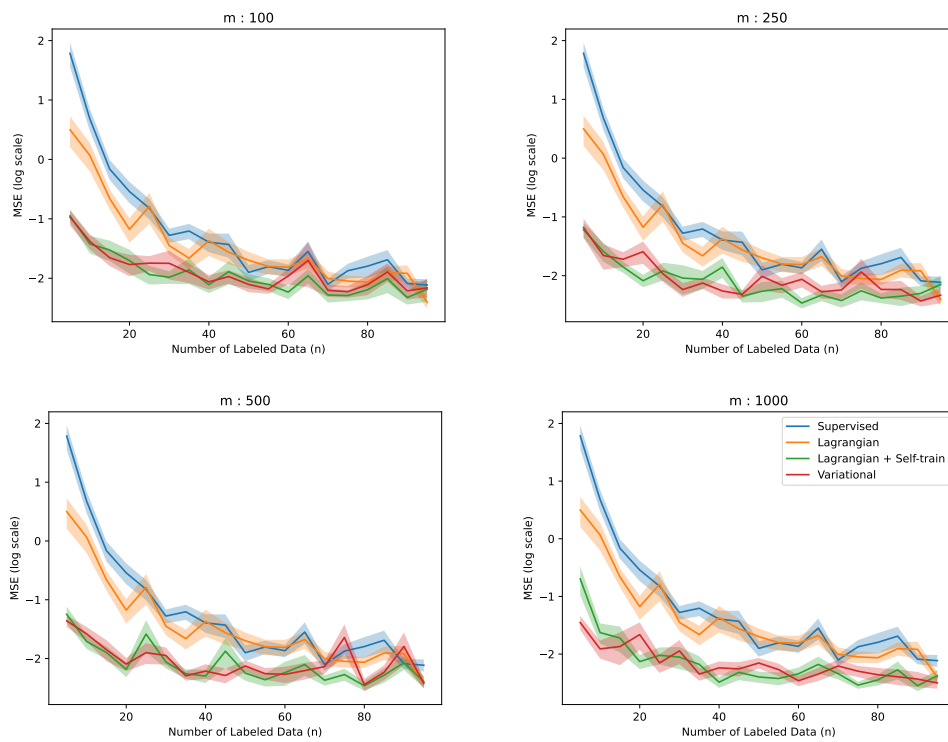 m : 100
MSE (log scale)
2
1
0
−1
−2
20
40
60
80
Number of Labeled Data (n)
m : 250
MSE (log scale)
2
1
0
−1
−2
20
40
60
80
Number of Labeled Data (n)
m : 500
MSE (log scale)
2
1
0
−1
−2
20
40
60
80
Number of Labeled Data (n)
m : 1000
MSE (log scale)
2
1
0
−1
−2
Supervised
Lagrangian
Lagrangian + Self-train
Variational
20
40
60
80
Number of Labeled Data (n)